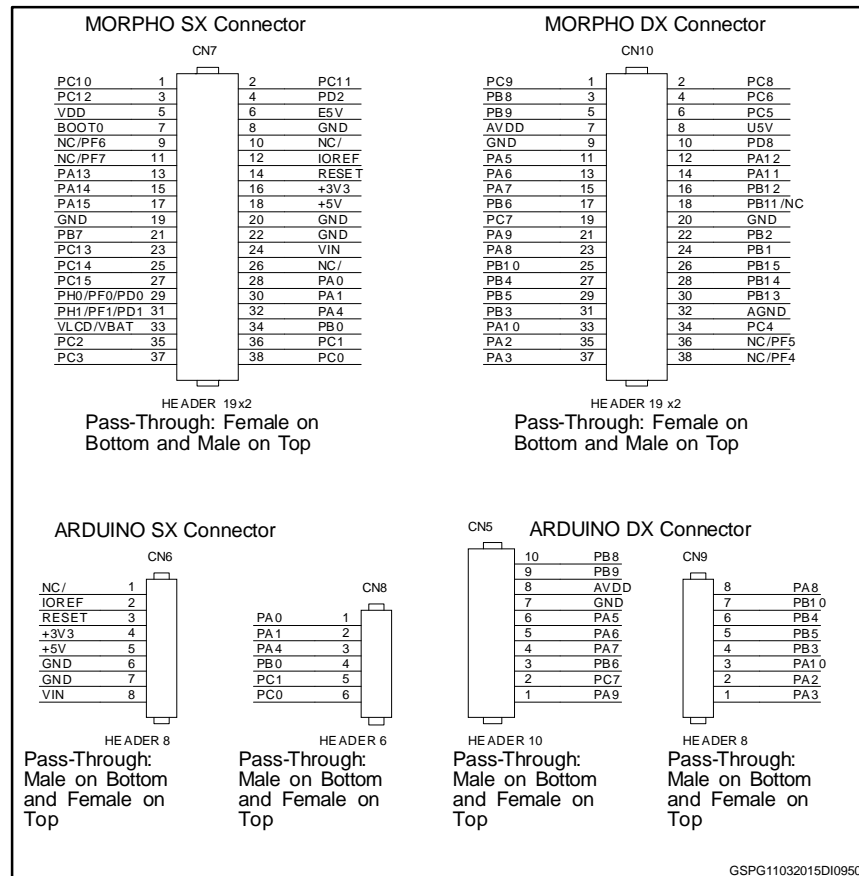 MORPHO SX Connector
MORPHO DX Connector
CN7
PC10 1 2 PC11
PC12 3 4 PD2
VDD 5 6 E5V
BOOT0 7 8 GND
NC/PF6 9 10 NC/
NC/PF7 11 12 IOREF
PA13 13 14 RESET
PA14 15 16 +3V3
PA15 17 18 +5V
GND 19 20 GND
PB7 21 22 GND
PC13 23 24 VIN
PC14 25 26 NC/
PC15 27 28 PA0
PH0/PF0/PD0 29 30 PA1
PH1/PF1/PD1 31 32 PA4
VLCD/VBAT 33 34 PB0
PC2 35 36 PC1
PC3 37 38 PC0
HEADER 19x2
Pass-Through: Female on
Bottom and Male on Top
CN10
PC9 1 2 PC8
PB8 3 4 PC6
PB9 5 6 PC5
AVDD 7 8 U5V
GND 9 10 PD8
PA5 11 12 PA12
PA6 13 14 PA11
PA7 15 16 PB12
PB6 17 18 PB11/NC
PC7 19 20 GND
PA9 21 22 PB2
PA8 23 24 PB1
PB10 25 26 PB15
PB4 27 28 PB14
PB5 29 30 PB13
PB3 31 32 AGND
PA10 33 34 PC4
PA2 35 36 NC/PF5
PA3 37 38 NC/PF4
HEADER 19 x2
Pass-Through: Female on
Bottom and Male on Top
ARDUINO SX Connector
CN6
NC/ 1
IOREF 2
RESET 3
+3V3 4
+5V 5
GND 6
GND 7
VIN 8
HEADER 8
Pass-Through:
Male on Bottom
and Female on
Top
CN8
PA0 1
PA1 2
PA4 3
PB0 4
PC1 5
PC0 6
HEADER 6
Pass-Through:
Male on Bottom
and Female on
Top
ARDUINO DX Connector
CN5
10 PB8
9 PB9
8 AVDD
7 GND
6 PA5
5 PA6
4 PA7
3 PB6
2 PC7
1 PA9
HEADER 10
Pass-Through:
Male on Bottom
and Female on
Top
CN9
8 PA8
7 PB10
6 PB4
5 PB5
4 PB3
3 PA10
2 PA2
1 PA3
HEADER 8
Pass-Through:
Male on Bottom
and Female on
Top
GSPG11032015DI0950